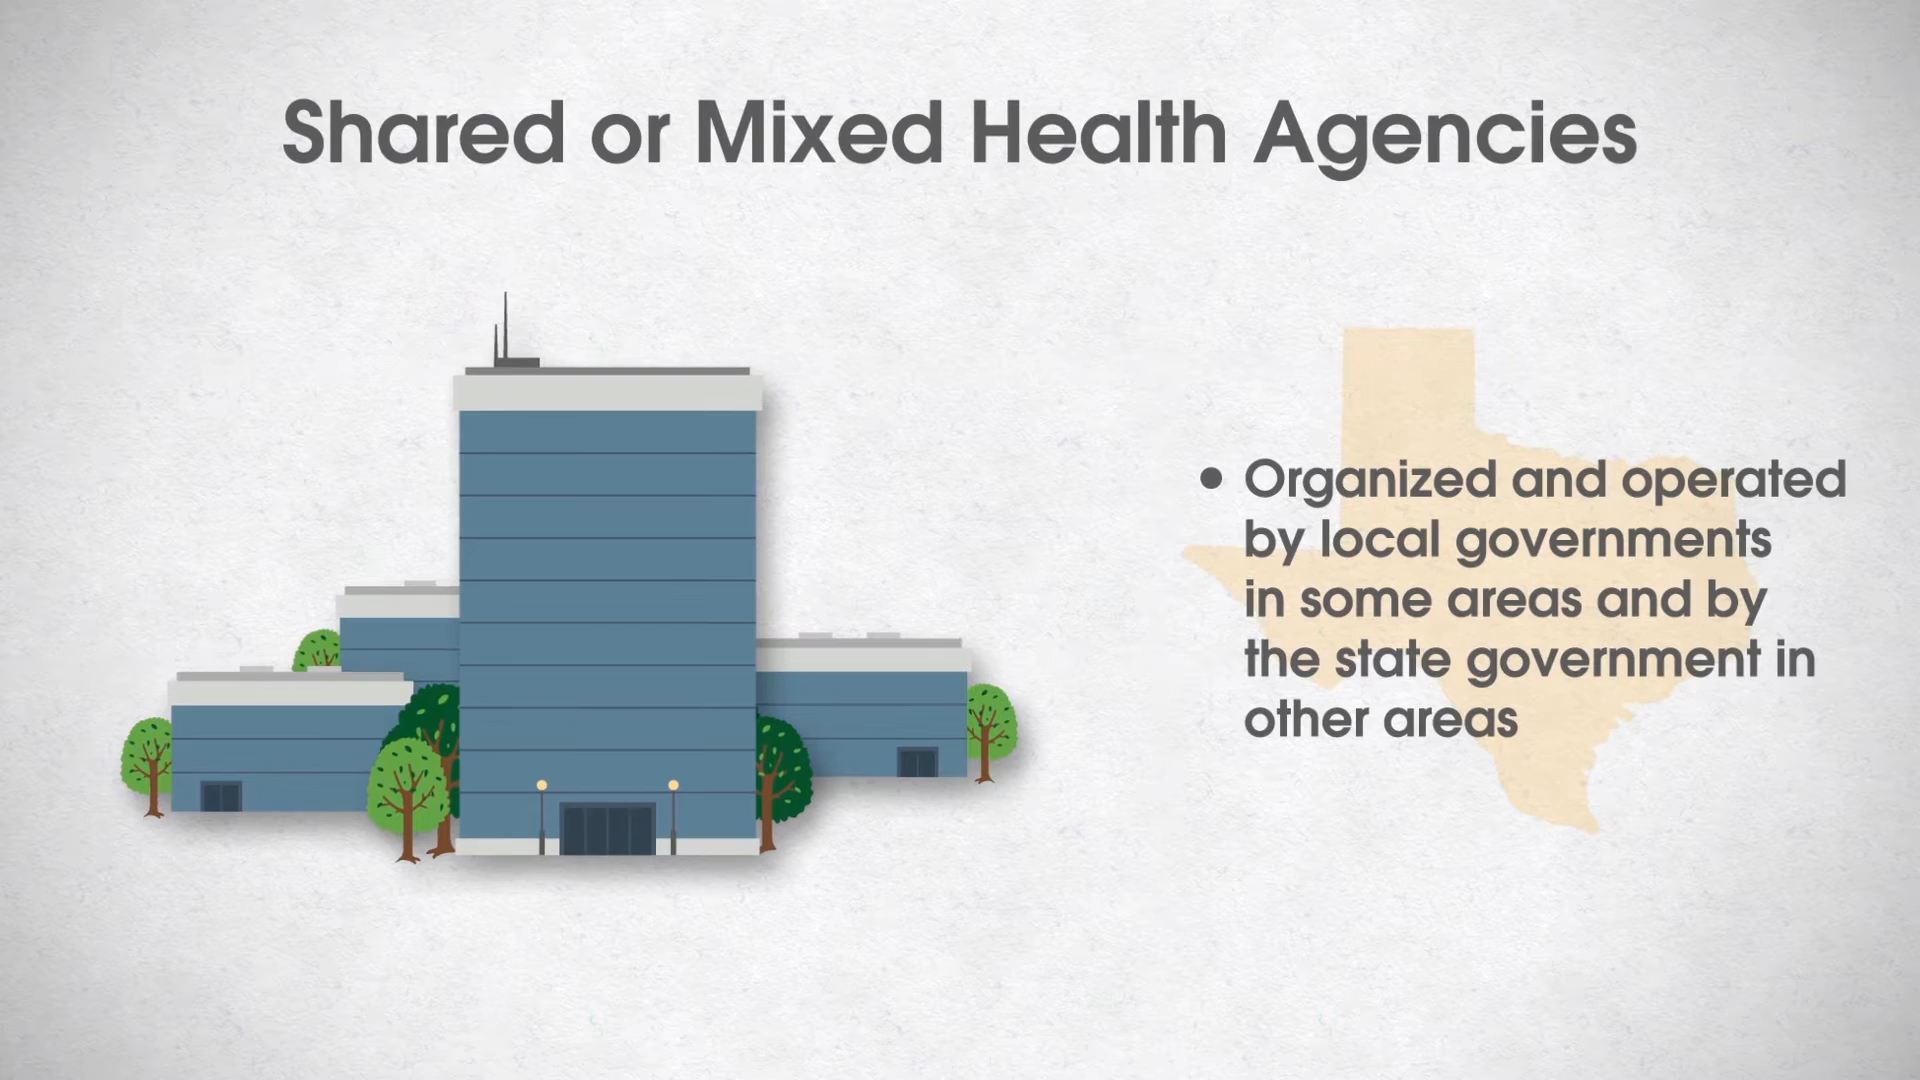 Shared or Mixed Health Agencies
• Organized and operated
by local governments
in some areas and by
the state government in
other areas